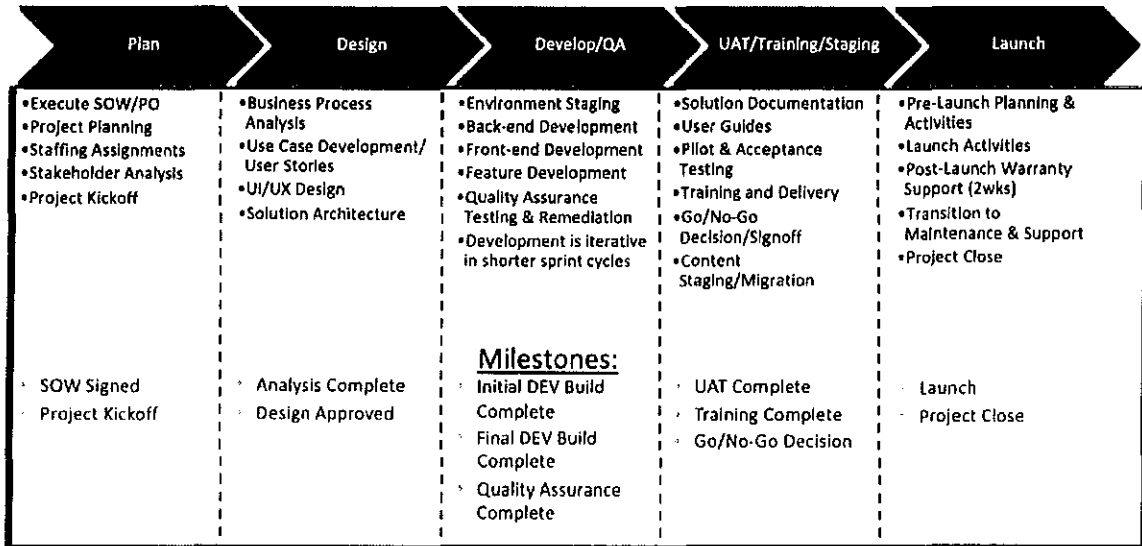 Plan
Design
Develop/QA
UAT/Training/Staging
Launch
•Execute SOW/PO
•Project Planning
•Staffing Assignments
•Stakeholder Analysis
•Project Kickoff
•Business Process
Analysis
•Use Case Development/
User Stories
•UI/UX Design
•Solution Architecture
•Environment Staging
•Back-end Development
•Front-end Development
•Feature Development
•Quality Assurance
Testing & Remediation
•Development is iterative
in shorter sprint cycles
•Solution Documentation
•User Guides
•Pilot & Acceptance
Testing
•Training and Delivery
•Go/No-Go
Decision/Signoff
•Content
Staging/Migration
•Pre-Launch Planning &
Activities
•Launch Activities
•Post-Launch Warranty
Support (2wks)
•Transition to
Maintenance & Support
•Project Close
Milestones:
SOW Signed
Project Kickoff
Analysis Complete
Design Approved
Initial DEV Build
Complete
Final DEV Build
Complete
Quality Assurance
Complete
UAT Complete
Training Complete
Go/No-Go Decision
Launch
Project Close